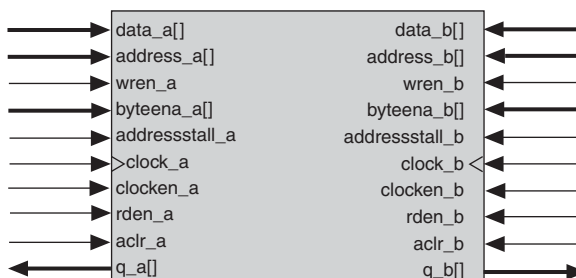 data_a[] data_b[]
address_a[] address_b[]
wren_a wren_b
byteena_a[] byteena_b[]
addressstall_a addressstall_b
clock_a clock_b
clocken_a clocken_b
rden_a rden_b
aclr_a aclr_b
q_a[] q_b[]